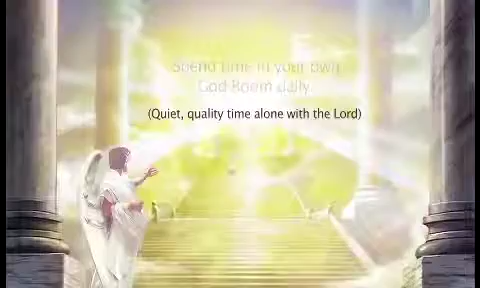 Spend time in your own
God Room daily
(Quiet, quality time alone with the Lord)